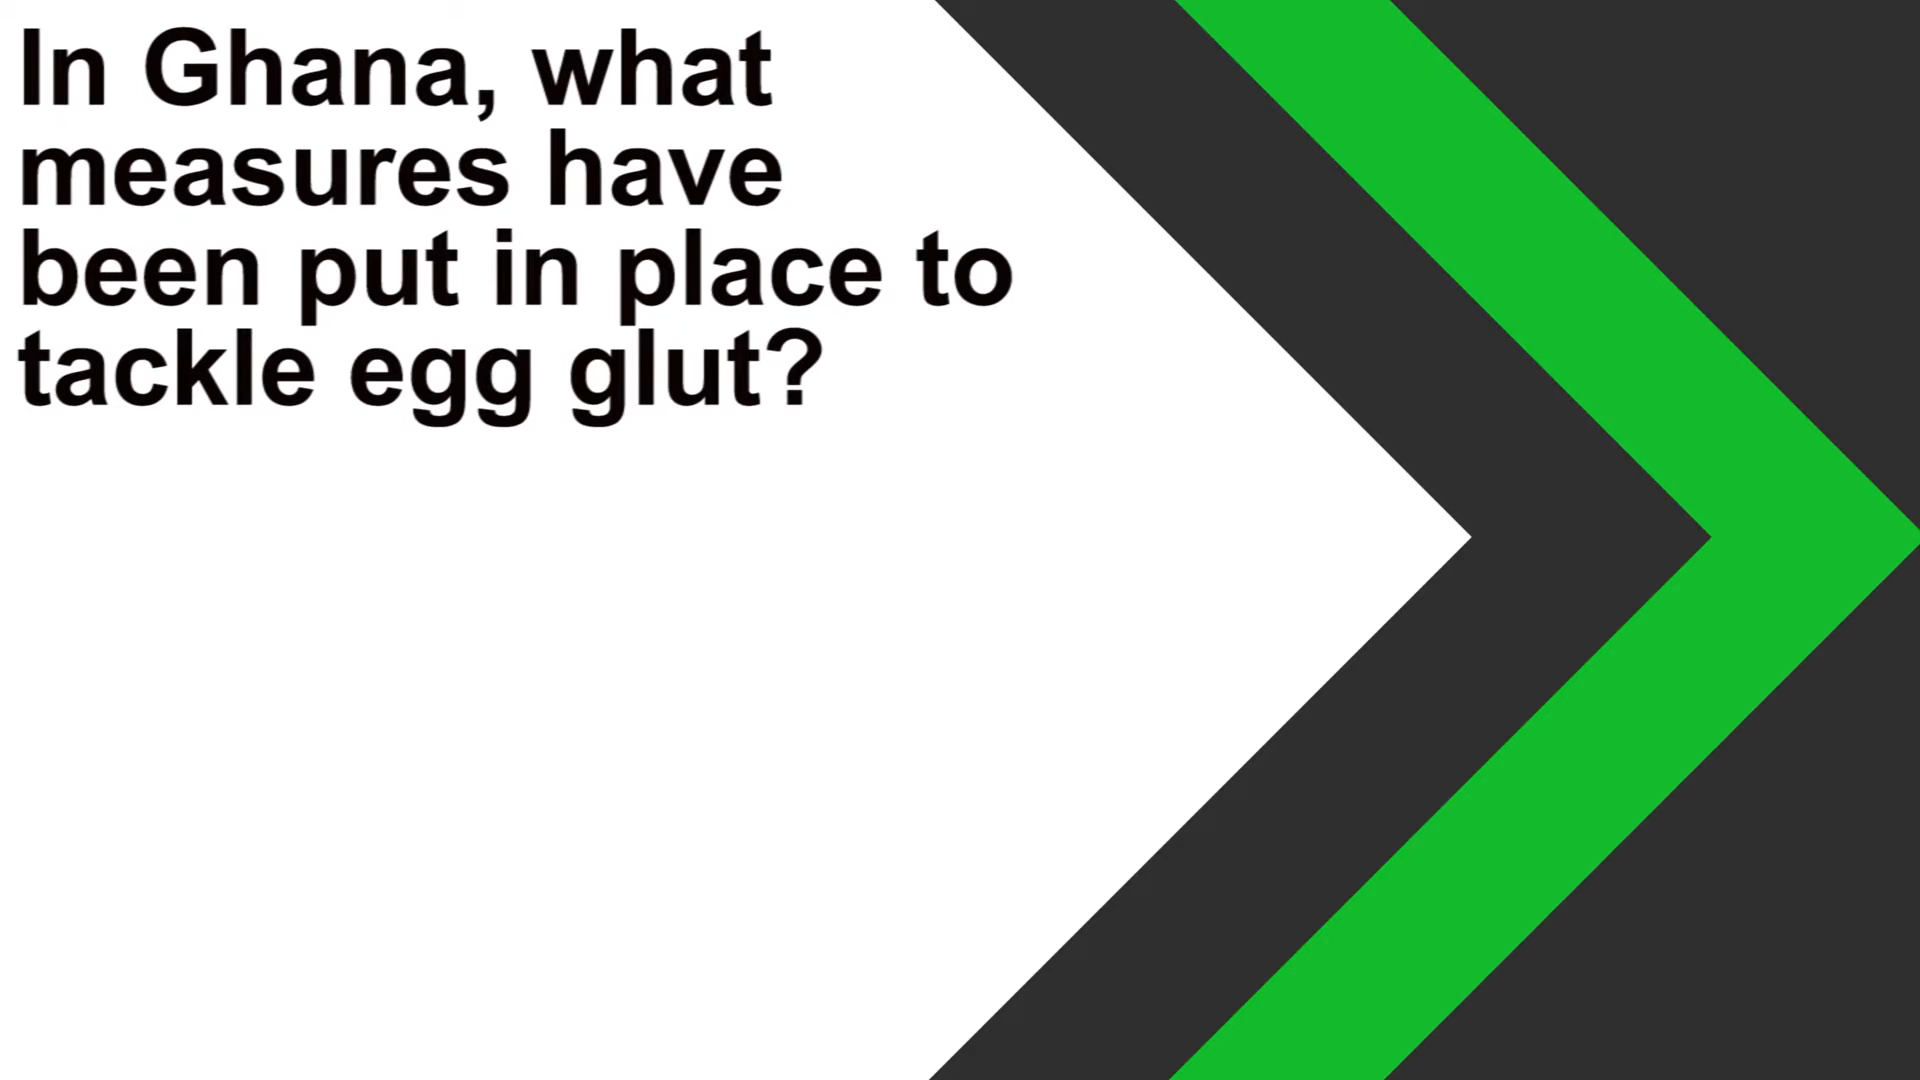 In Ghana, what
measures have
been put in place to
tackle egg glut?